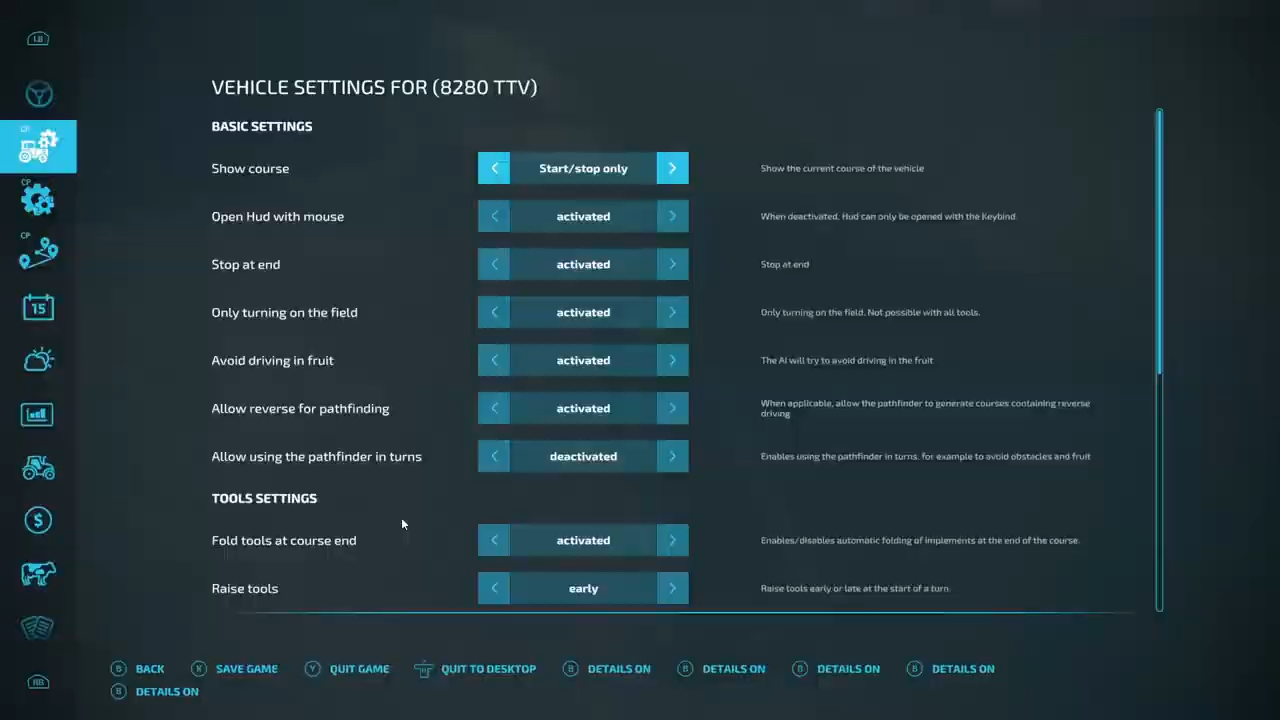 LB
VEHICLE SETTINGS FOR (8280 TTV)
BASIC SETTINGS
CP
Show course Start/stop only Show the current course of the vehicle
CP
Open Hud with mouse activated When deactivated, Hud can only be opened with the Keybind.
CP
Stop at end activated Stop at end
15
Only turning on the field activated Only turning on the field. Not possible with all tools.
Avoid driving in fruit activated The AI will try to avoid driving in the fruit
Allow reverse for pathfinding activated When applicable, allow the pathfinder to generate courses containing reverse
driving
Allow using the pathfinder in turns deactivated Enables using the pathfinder in turns, for example to avoid obstacles and fruit
TOOLS SETTINGS
$
Fold tools at course end activated Enables/disables automatic folding of implements at the end of the course.
Raise tools early Raise tools early or late at the start of a turn.
B BACK X SAVE GAME Y QUIT GAME QUIT TO DESKTOP B DETAILS ON B DETAILS ON B DETAILS ON B DETAILS ON
RB
B DETAILS ON